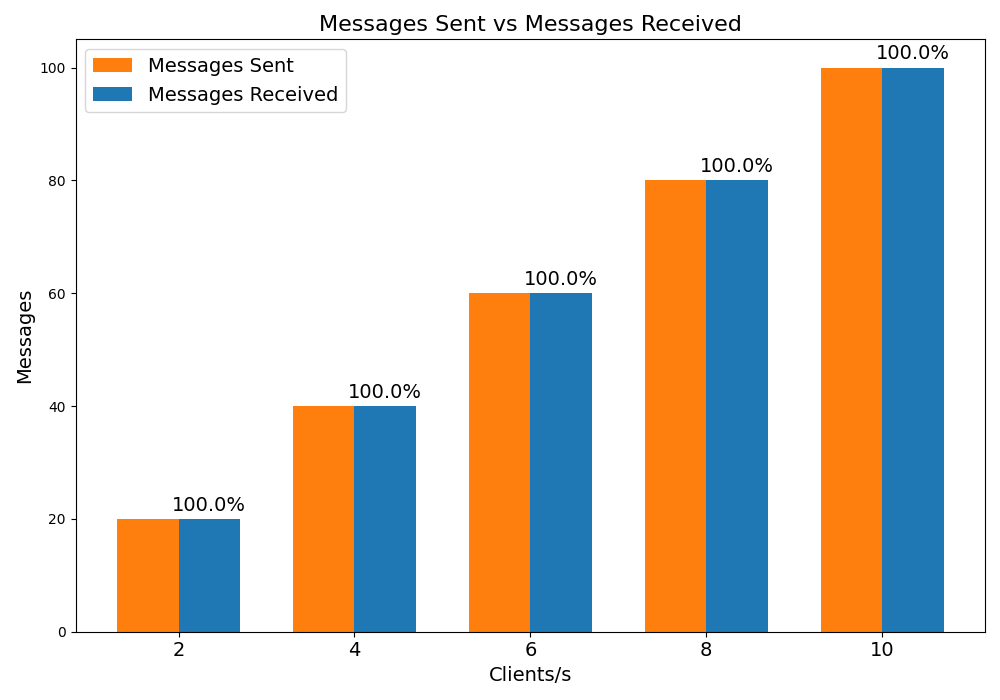 Messages Sent vs Messages Received
Messages Sent
Messages Received
100.0%
100.0%
100.0%
100.0%
100.0%
100
80
60
40
20
0
Messages
2 4 6 8 10
Clients/s